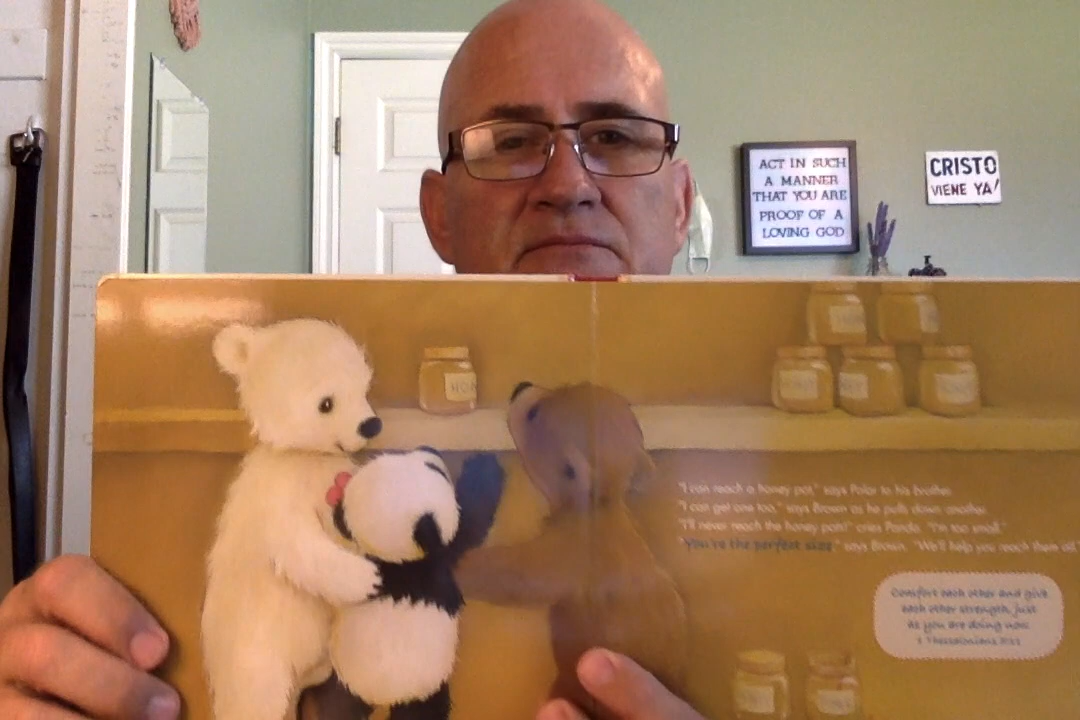 ACT IN SUCH
A MANNER
THAT YOU ARE
PROOF OF A
LOVING GOD
CRISTO
VIENE YA!
"I can reach a honey pot," says Polar to his brother.
"I can get one too," says Brown as he pulls down another.
"I'll never reach the honey pots!" cries Panda. "I'm too small."
"You're the perfect size," says Brown. "We'll help you reach them all."
Comfort each other and give
each other strength, just
as you are doing now.
1 Thessalonians 5:11